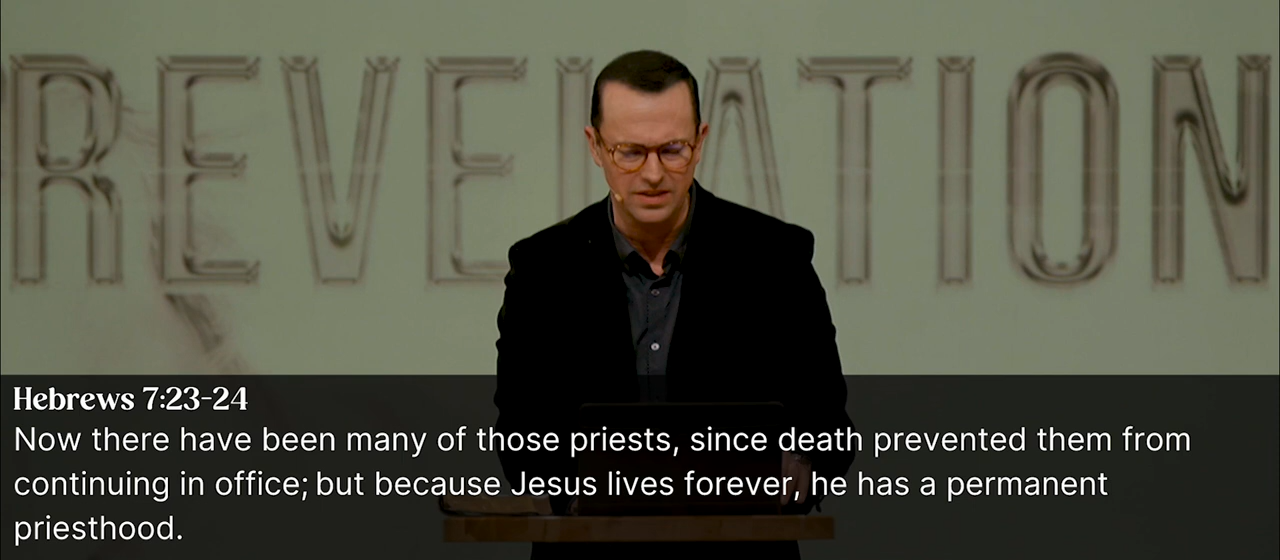 REVELATION
Hebrews 7:23-24
Now there have been many of those priests, since death prevented them from
continuing in office; but because Jesus lives forever, he has a permanent
priesthood.